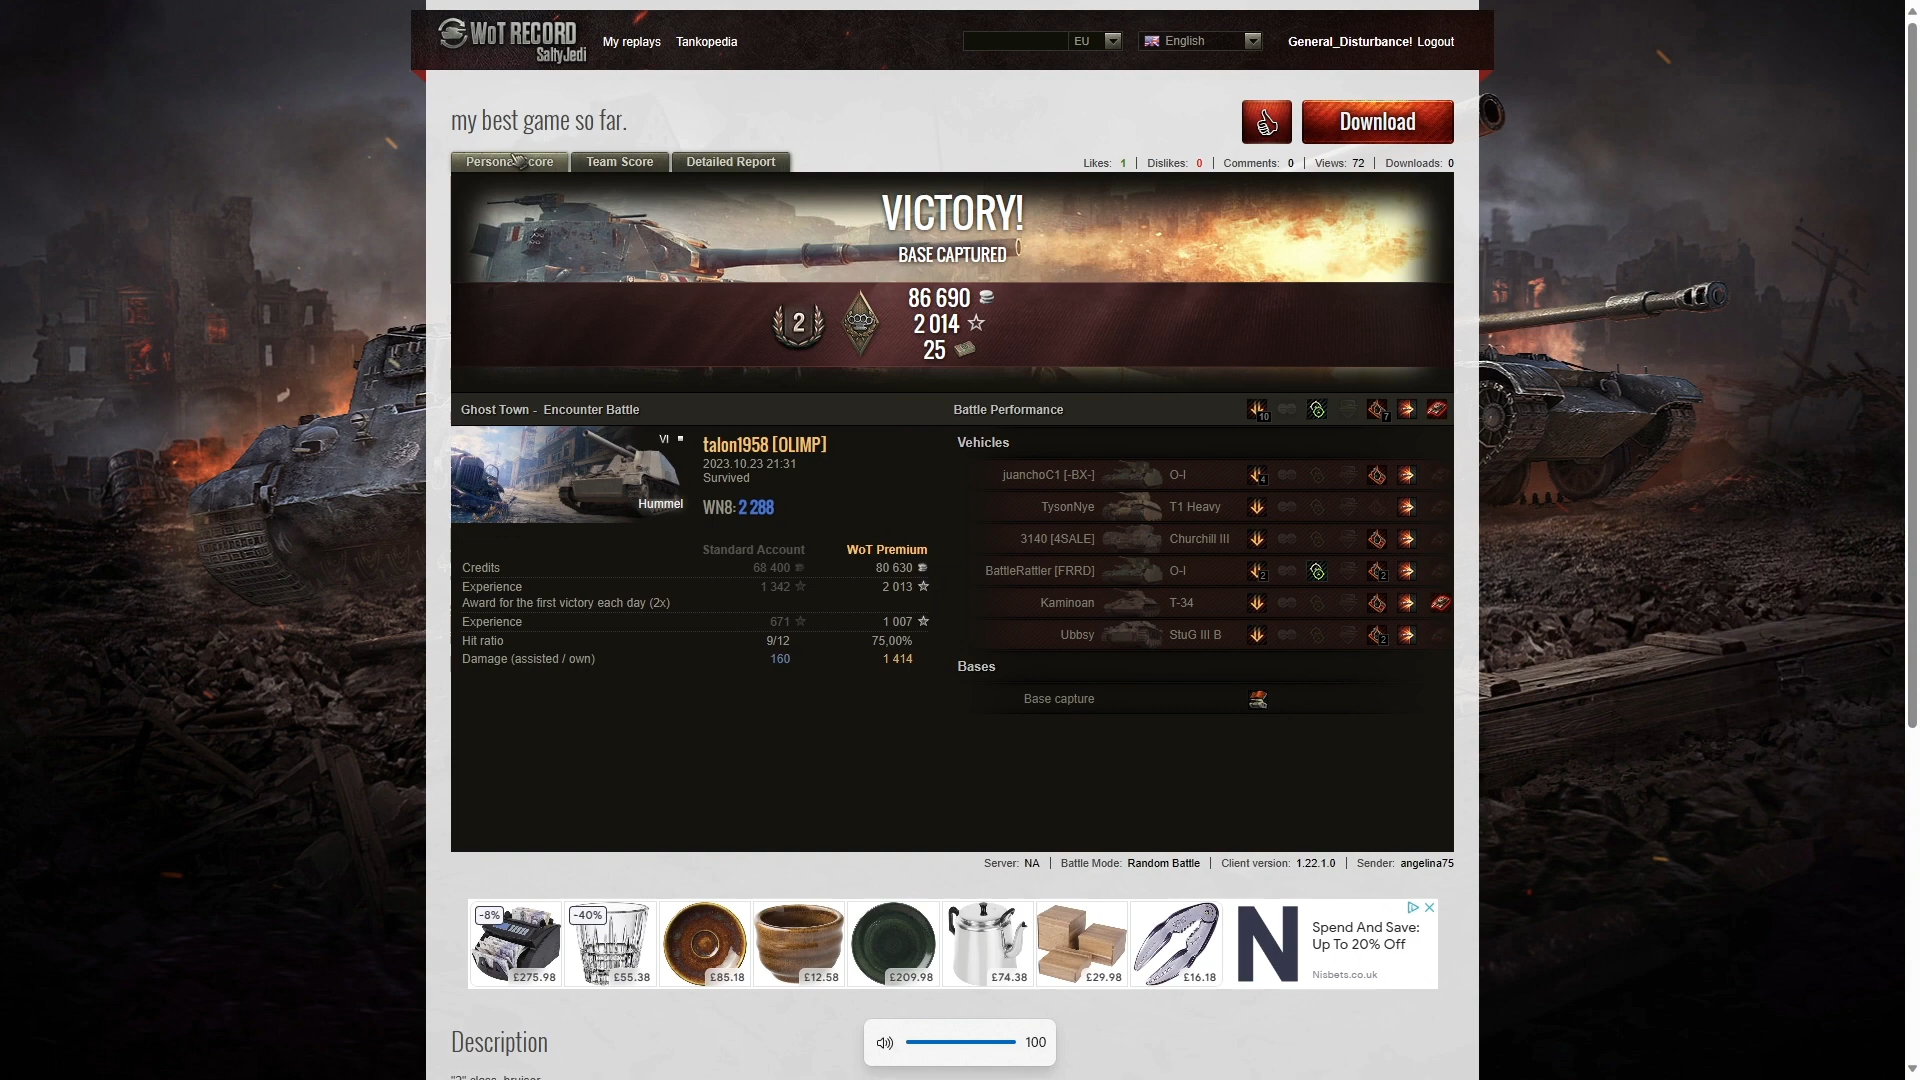 WoT RECORD
SaltyJedi
My replays
Tankopedia
EU
English
General_Disturbance! Logout
my best game so far.
Download
Personal Score
Team Score
Detailed Report
Likes: 1 | Dislikes: 0 | Comments: 0 | Views: 72 | Downloads: 0
VICTORY!
BASE CAPTURED
2
86 690
2 014
25
Ghost Town - Encounter Battle
Battle Performance
10
7
VI
Hummel
talon1958 [OLIMP]
2023.10.23 21:31
Survived
WN8: 2 288
Standard Account
WoT Premium
Credits 68 400 80 630
Experience 1 342 2 013
Award for the first victory each day (2x)
Experience 671 1 007
Hit ratio 9/12 75,00%
Damage (assisted / own) 160 1 414
Vehicles
juanchoC1 [-BX-] O-I 4
TysonNye T1 Heavy
3140 [4SALE] Churchill III
BattleRattler [FRRD] O-I 2 2
Kaminoan T-34
Ubbsy StuG III B 2
Bases
Base capture
Server: NA | Battle Mode: Random Battle | Client version: 1.22.1.0 | Sender: angelina75
-8%
£275.98
-40%
£55.38
£85.18
£12.58
£209.98
£74.38
£29.98
£16.18
N
Spend And Save:
Up To 20% Off
Nisbets.co.uk
Description
100
"3" class, bruiser